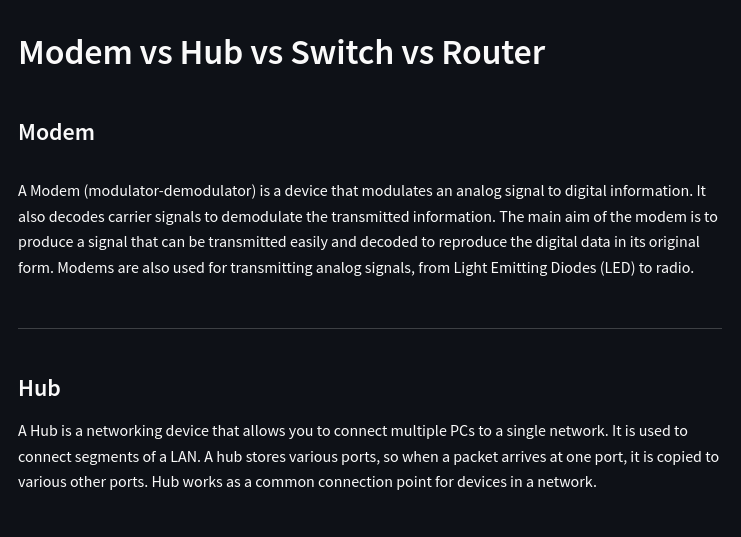 Modem vs Hub vs Switch vs Router
Modem
A Modem (modulator-demodulator) is a device that modulates an analog signal to digital information. It
also decodes carrier signals to demodulate the transmitted information. The main aim of the modem is to
produce a signal that can be transmitted easily and decoded to reproduce the digital data in its original
form. Modems are also used for transmitting analog signals, from Light Emitting Diodes (LED) to radio.
Hub
A Hub is a networking device that allows you to connect multiple PCs to a single network. It is used to
connect segments of a LAN. A hub stores various ports, so when a packet arrives at one port, it is copied to
various other ports. Hub works as a common connection point for devices in a network.